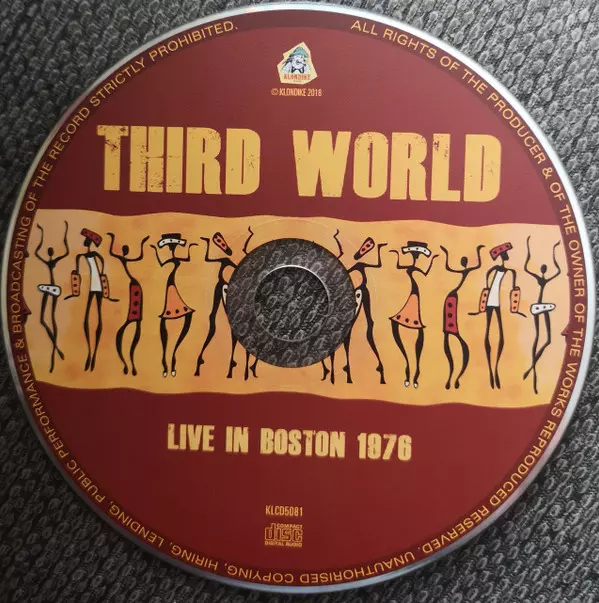 ALL RIGHTS OF THE PRODUCER & OF THE OWNER OF THE WORKS REPRODUCED RESERVED. UNAUTHORISED COPYING, HIRING, LENDING, PUBLIC PERFORMANCE & BROADCASTING OF THE RECORD STRICTLY PROHIBITED.
KLONDIKE
© KLONDIKE 2018
THIRD WORLD
LIVE IN BOSTON 1976
KLCD5081
COMPACT
disc
DIGITAL AUDIO